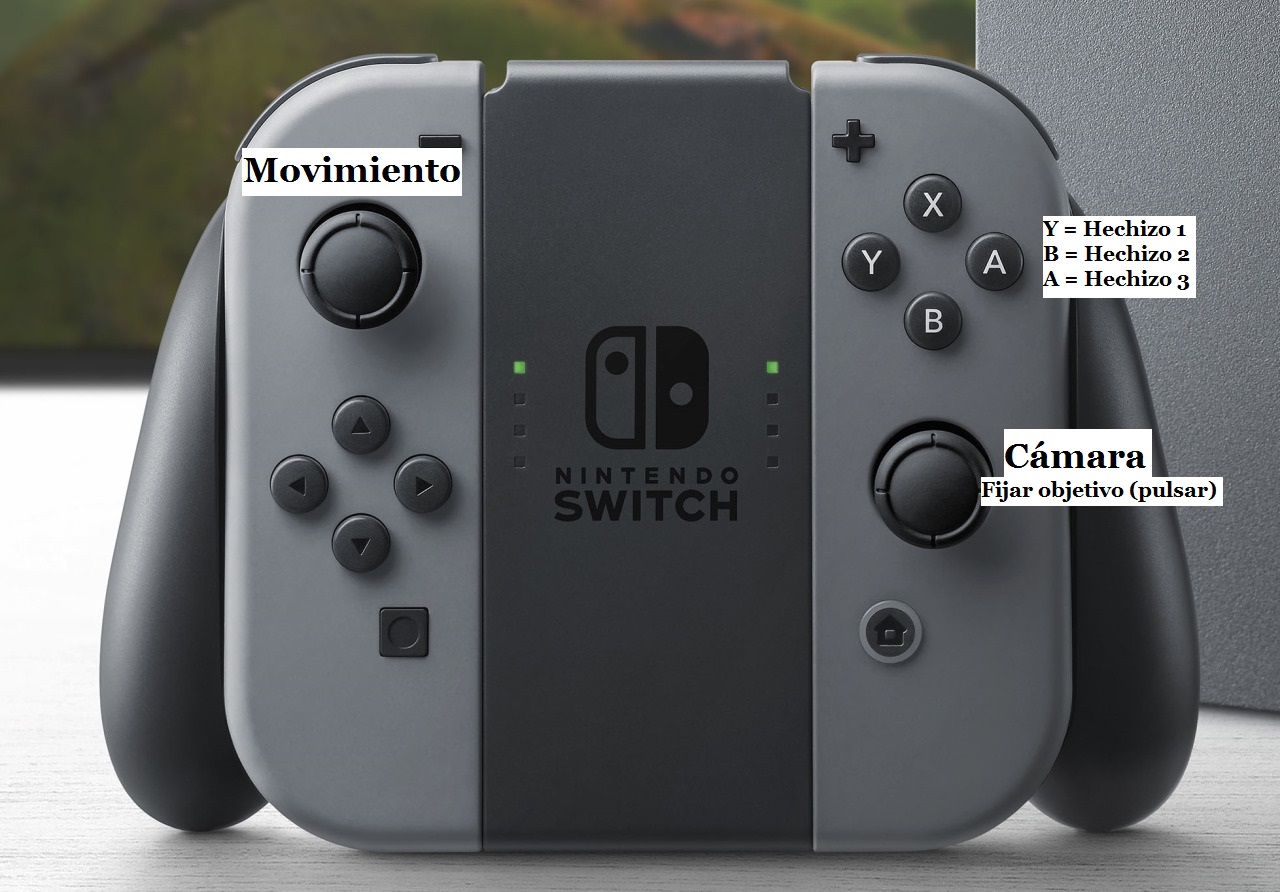 Movimiento
X
Y
A
B
Y = Hechizo 1
B = Hechizo 2
A = Hechizo 3
NINTENDO
SWITCH
Cámara
Fijar objetivo (pulsar)